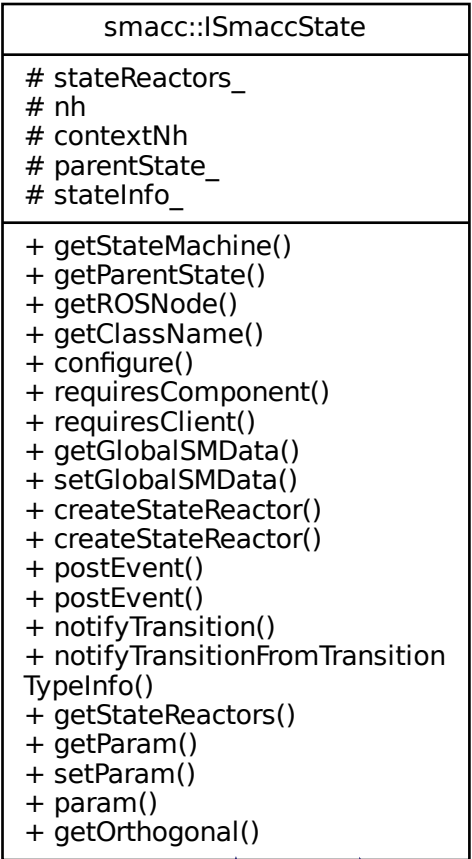 smacc::ISmaccState
# stateReactors_
# nh
# contextNh
# parentState_
# stateInfo_
+ getStateMachine()
+ getParentState()
+ getROSNode()
+ getClassName()
+ configure()
+ requiresComponent()
+ requiresClient()
+ getGlobalSMData()
+ setGlobalSMData()
+ createStateReactor()
+ createStateReactor()
+ postEvent()
+ postEvent()
+ notifyTransition()
+ notifyTransitionFromTransition
TypeInfo()
+ getStateReactors()
+ getParam()
+ setParam()
+ param()
+ getOrthogonal()